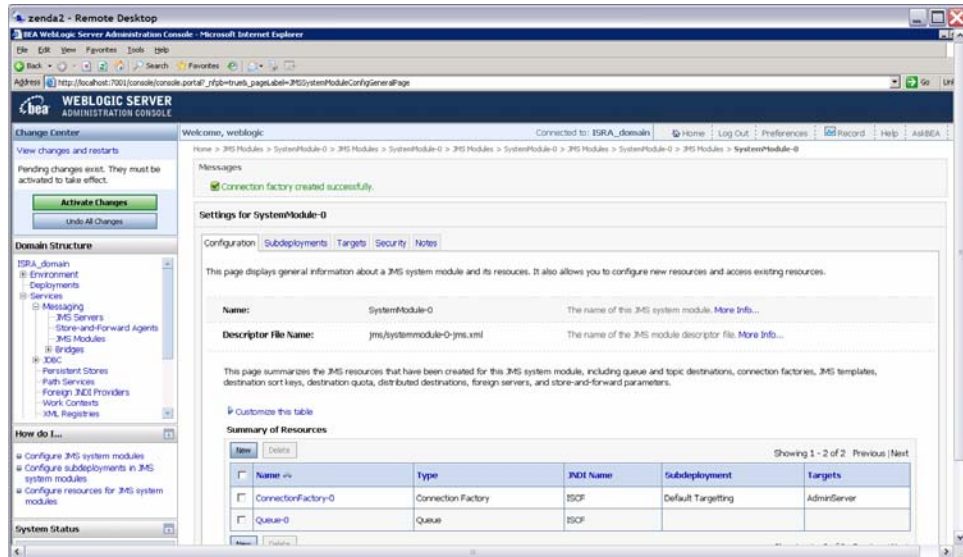 zenda2 - Remote Desktop
BEA WebLogic Server Administration Console - Microsoft Internet Explorer
File Edit View Favorites Tools Help
Back Search Favorites
Address http://localhost:7001/console/console.portal?_nfpb=true&_pageLabel=JMSSystemModuleConfigGeneralPage Go
bea WEBLOGIC SERVER
ADMINISTRATION CONSOLE
Change Center
View changes and restarts
Pending changes exist. They must be
activated to take effect.
Activate Changes
Undo All Changes
Domain Structure
ISRA_domain
Environment
Deployments
Services
Messaging
JMS Servers
Store-and-Forward Agents
JMS Modules
Bridges
JDBC
Persistent Stores
Path Services
Foreign JNDI Providers
Work Contexts
XML Registries
How do I...
Configure JMS system modules
Configure subdeployments in JMS
system modules
Configure resources for JMS system
modules
System Status
Welcome, weblogic Connected to: ISRA_domain Home Log Out Preferences Record Help AskBEA
Home > JMS Modules > SystemModule-0 > JMS Modules > SystemModule-0 > JMS Modules > SystemModule-0 > JMS Modules > SystemModule-0 > SystemModule-0
Messages
Connection factory created successfully.
Settings for SystemModule-0
Configuration Subdeployments Targets Security Notes
This page displays general information about a JMS system module and its resouces. It also allows you to configure new resources and access existing resources.
Name: SystemModule-0 The name of this JMS system module. More Info...
Descriptor File Name: jms/systemmodule-0-jms.xml The name of the JMS module descriptor file. More Info...
This page summarizes the JMS resources that have been created for this JMS system module, including queue and topic destinations, connection factories, JMS templates,
destination sort keys, destination quota, distributed destinations, foreign servers, and store-and-forward parameters.
Customize this table
Summary of Resources
New Delete Showing 1 - 2 of 2 Previous | Next
Name Type JNDI Name Subdeployment Targets
ConnectionFactory-0 Connection Factory ISCF Default Targetting AdminServer
Queue-0 Queue ISCF
New Delete